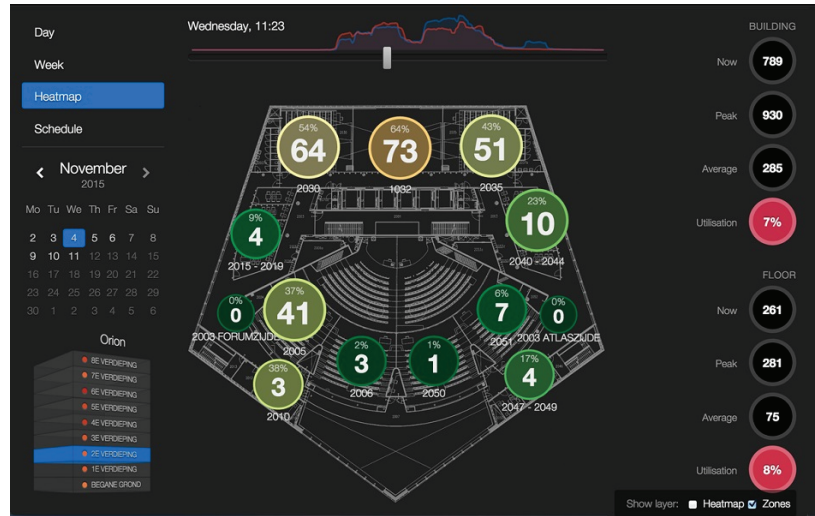 Day
Week
Heatmap
Schedule
November
2015
Mo Tu We Th Fr Sa Su
2 3 4 5 6 7 8
9 10 11 12 13 14 15
16 17 18 19 20 21 22
23 24 25 26 27 28 29
30 1 2 3 4 5 6
Orion
8E VERDIEPING
7E VERDIEPING
6E VERDIEPING
5E VERDIEPING
4E VERDIEPING
3E VERDIEPING
2E VERDIEPING
1E VERDIEPING
BEGANE GROND
Wednesday, 11:23
54%
64
2030
64%
73
1032
43%
51
2035
9%
4
2015 - 2019
23%
10
2040 - 2044
0%
0
2003 FORUMZIJDE
37%
41
2005
6%
7
2051
0%
0
2003 ATLASZIJDE
2%
3
2006
1%
1
2050
38%
3
2010
17%
4
2047 - 2049
BUILDING
Now 789
Peak 930
Average 285
Utilisation 7%
FLOOR
Now 261
Peak 281
Average 75
Utilisation 8%
Show layer: Heatmap Zones